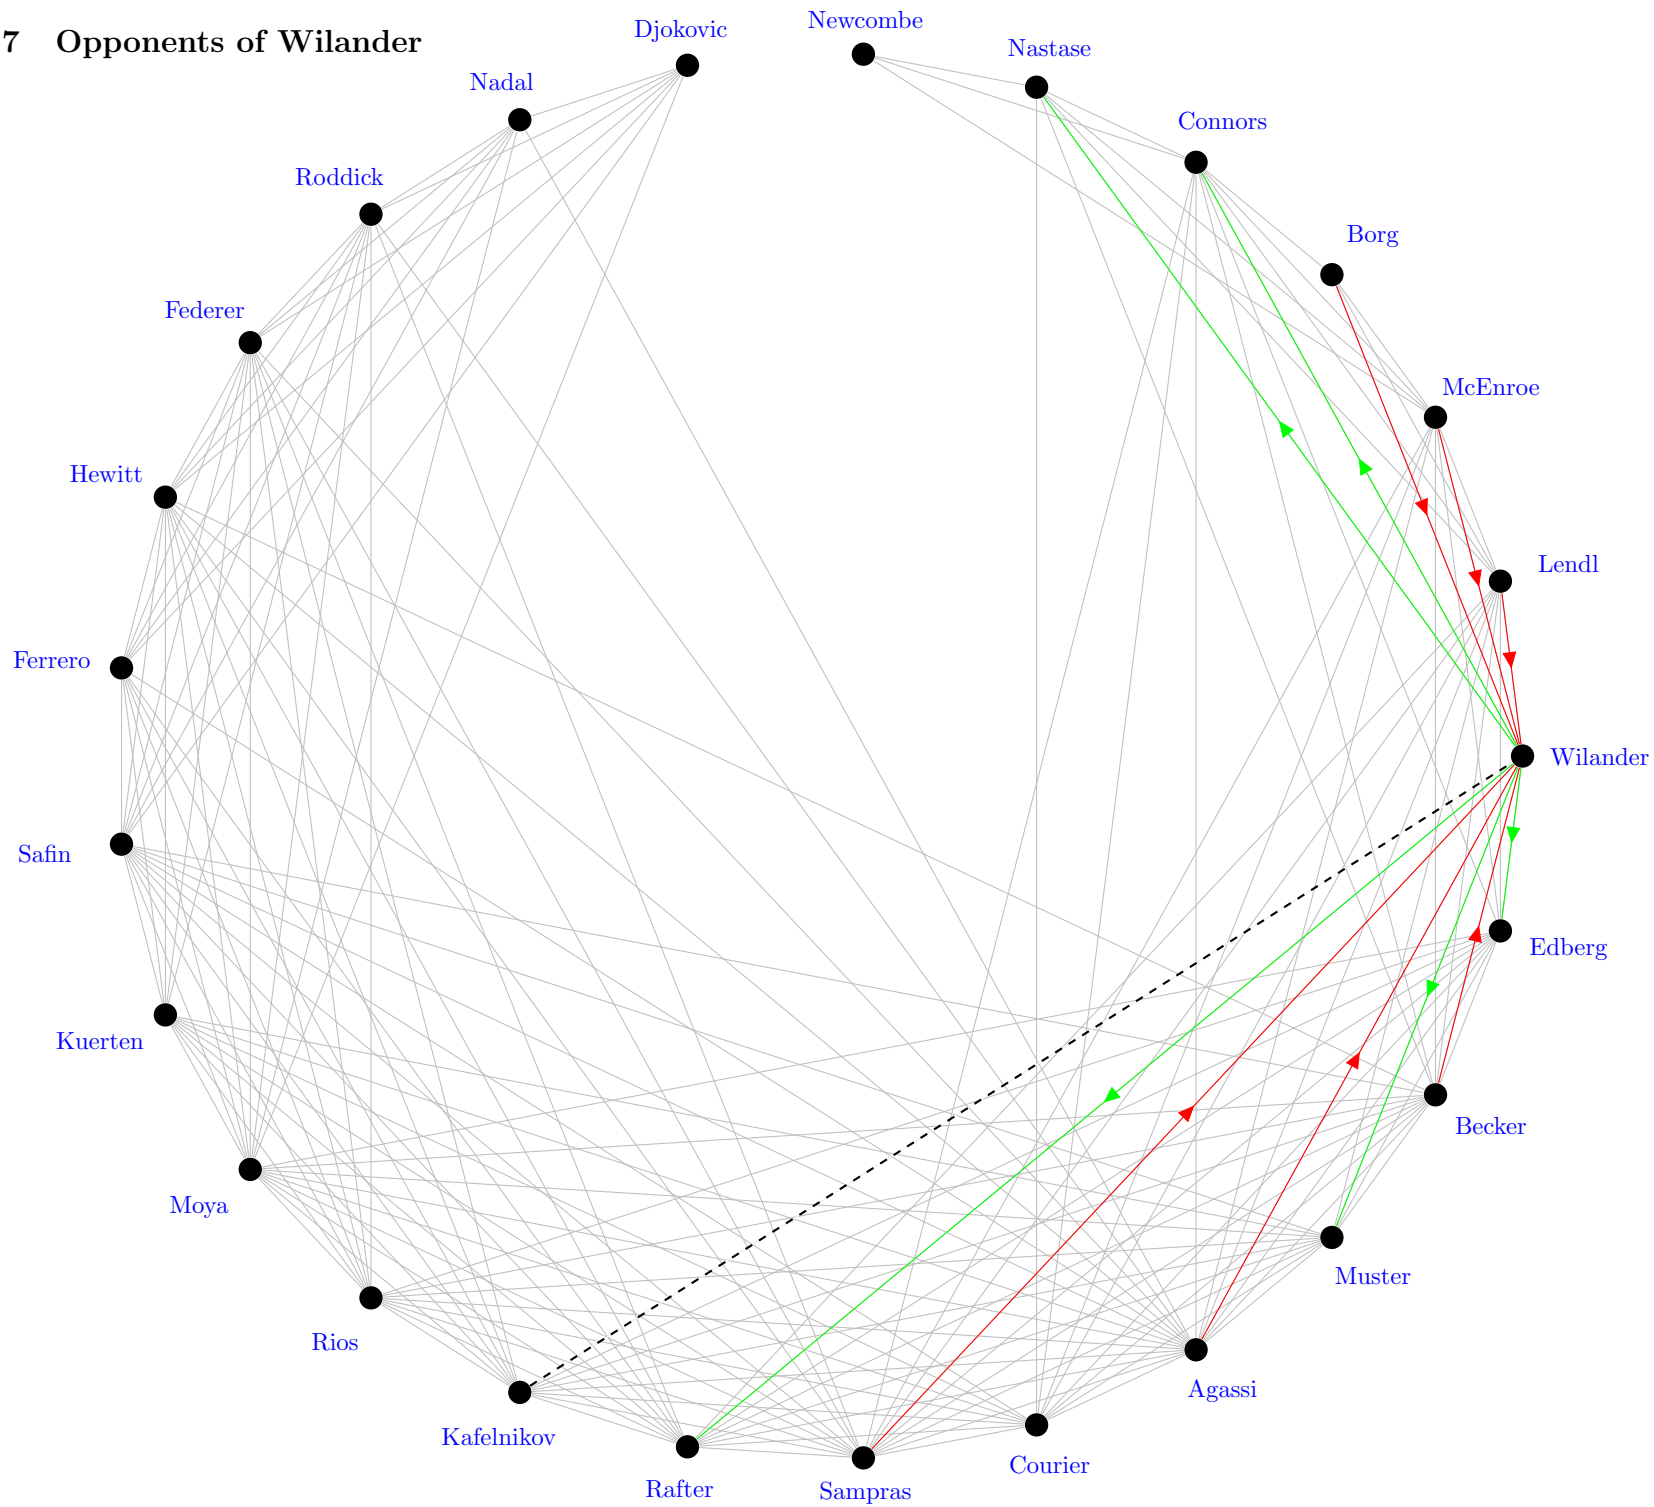 7 Opponents of Wilander
Djokovic
Newcombe
Nastase
Nadal
Connors
Roddick
Borg
Federer
McEnroe
Hewitt
Lendl
Ferrero
Wilander
Safin
Edberg
Kuerten
Becker
Moya
Muster
Rios
Agassi
Kafelnikov
Courier
Rafter
Sampras